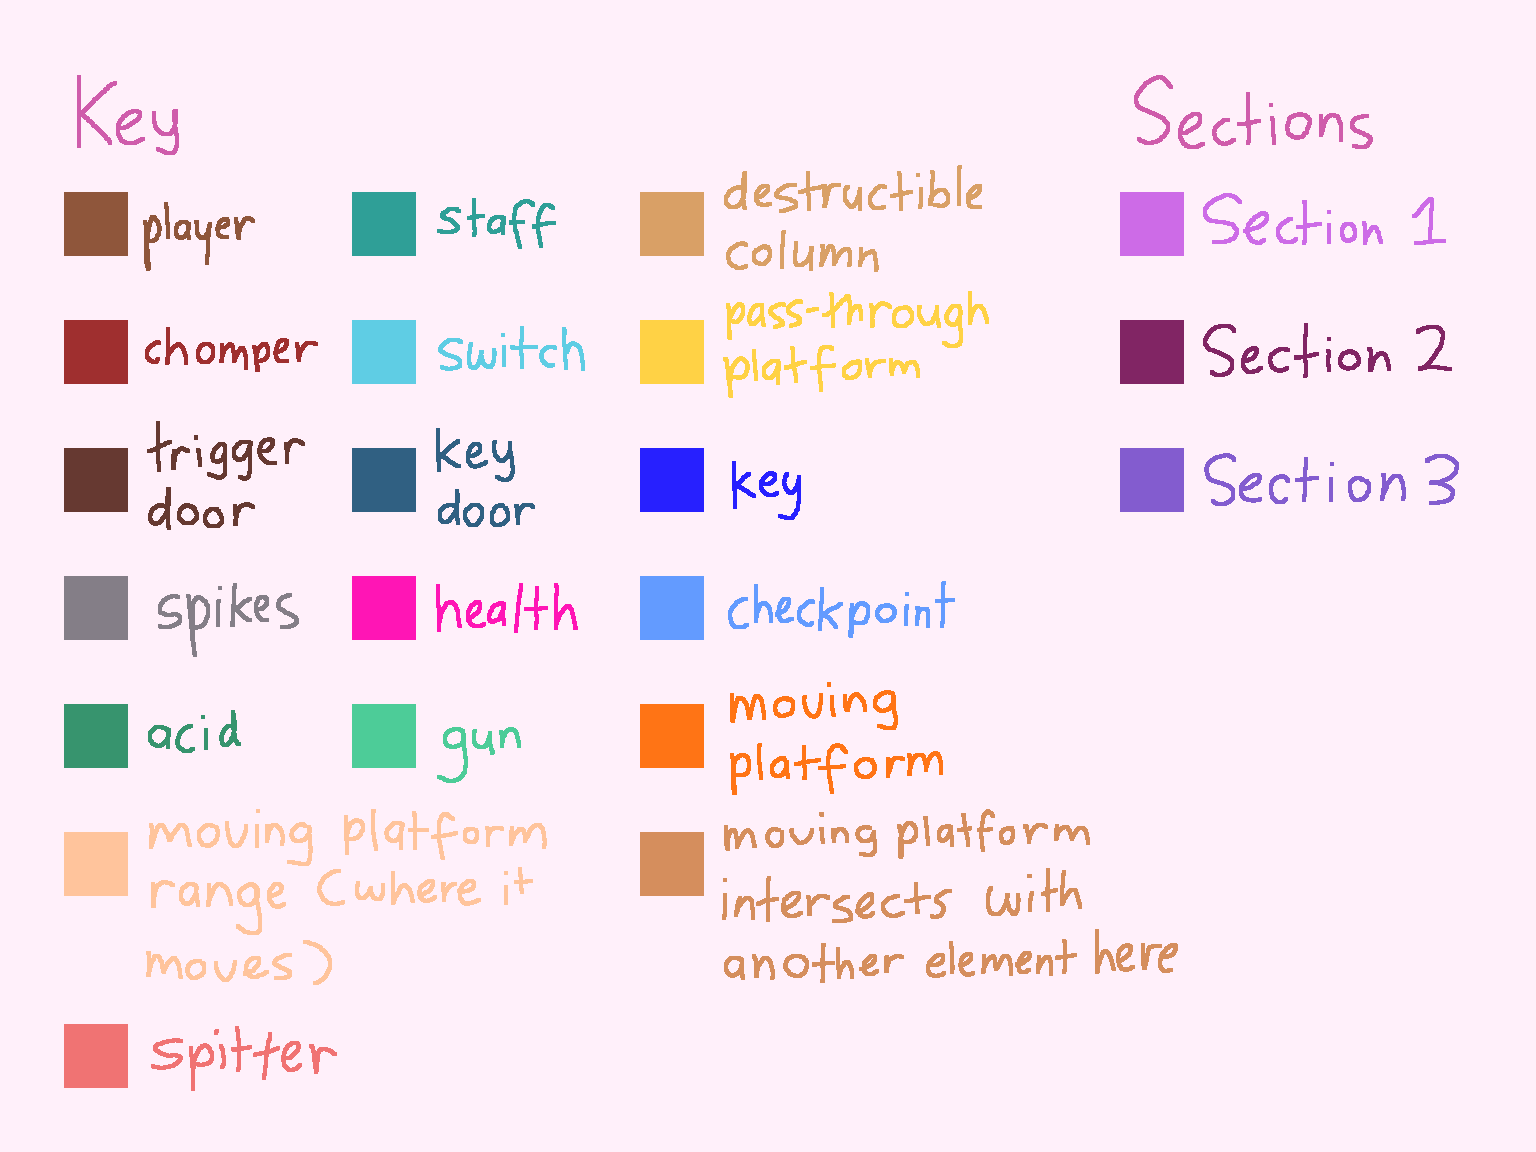 Key
Sections
player
staff
destructible
column
Section 1
chomper
switch
pass-through
platform
Section 2
trigger
door
key
door
key
Section 3
spikes
health
checkpoint
acid
gun
moving
platform
moving platform
range (where it
moves)
moving platform
intersects with
another element here
spitter